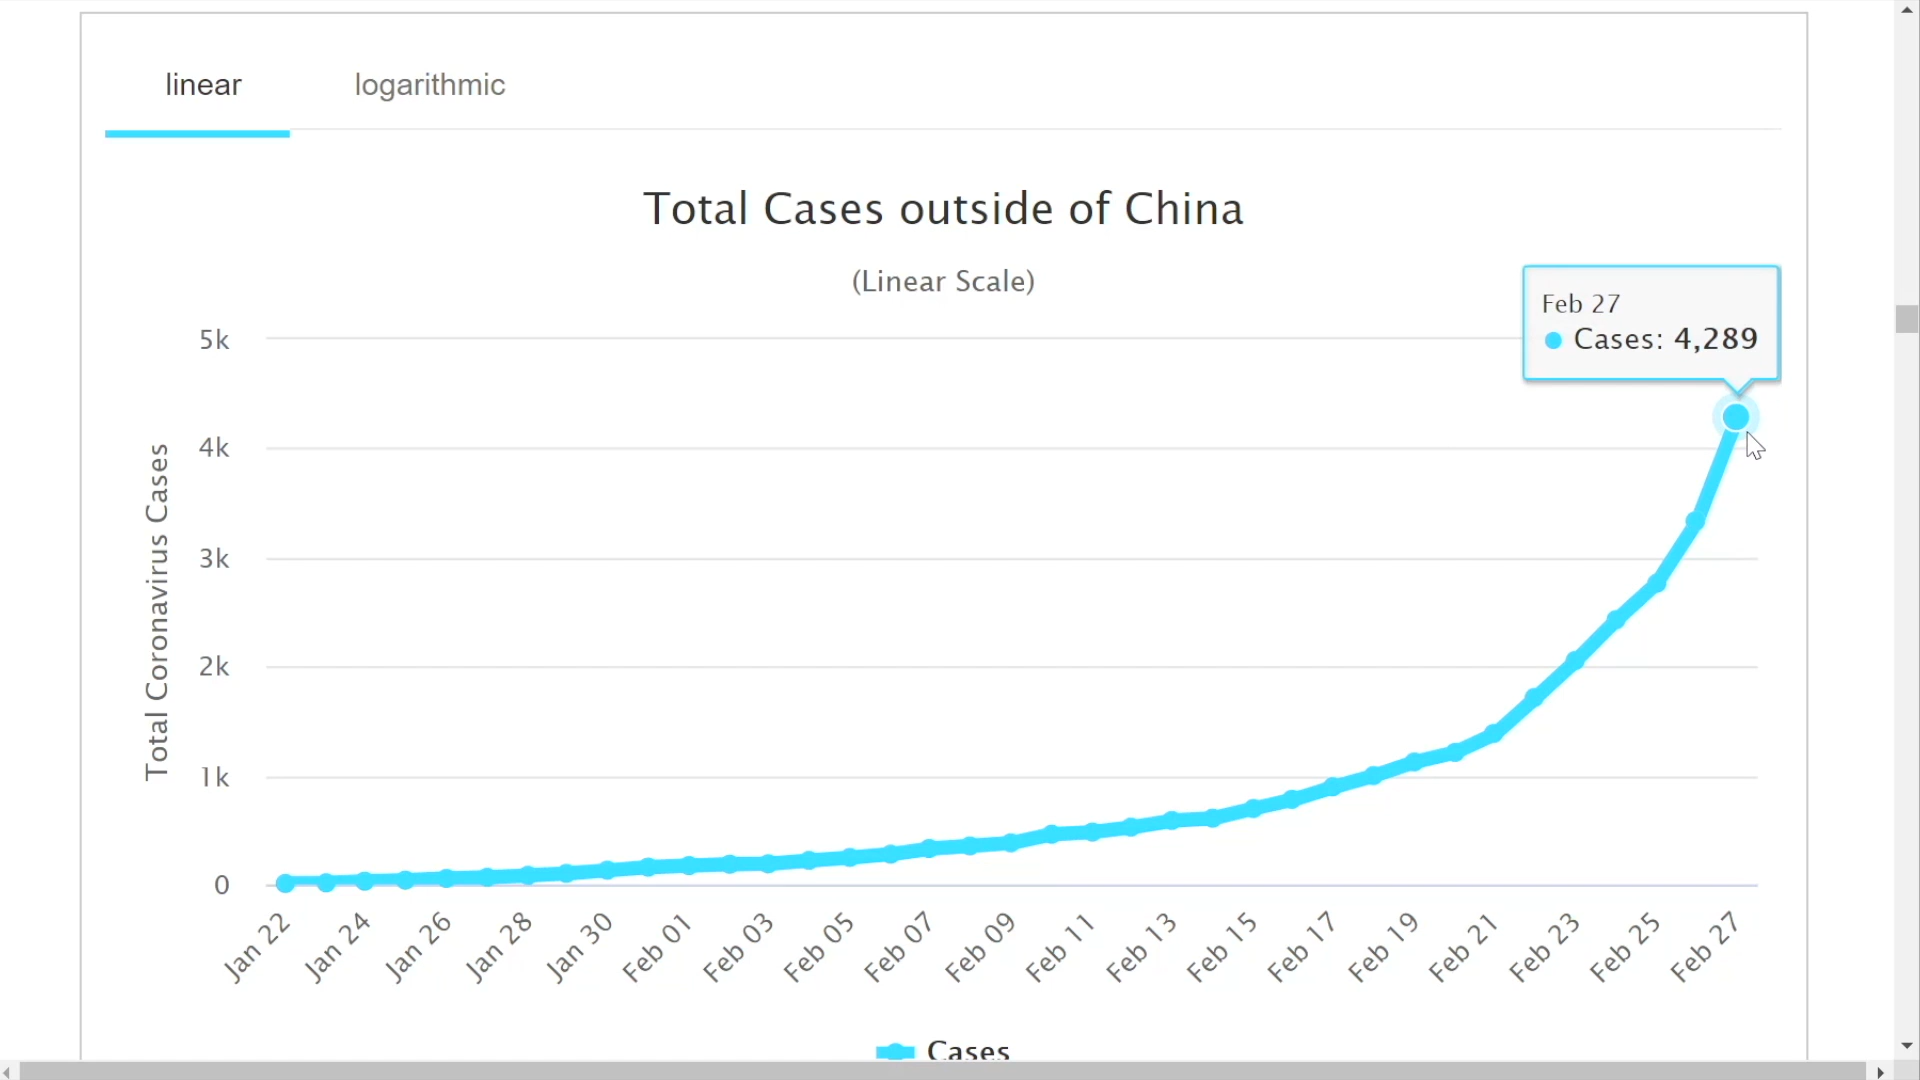 linear
logarithmic
Total Cases outside of China
(Linear Scale)
Feb 27
Cases: 4,289
Total Coronavirus Cases
5k
4k
3k
2k
1k
0
Jan 22
Jan 24
Jan 26
Jan 28
Jan 30
Feb 01
Feb 03
Feb 05
Feb 07
Feb 09
Feb 11
Feb 13
Feb 15
Feb 17
Feb 19
Feb 21
Feb 23
Feb 25
Feb 27
Cases